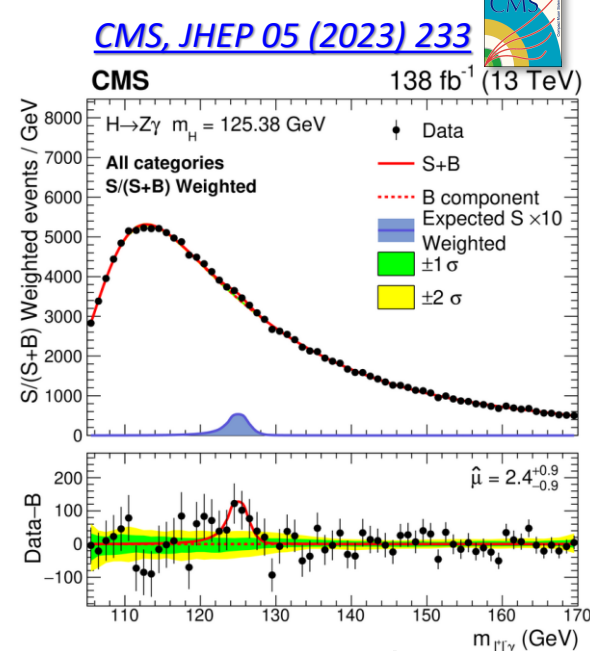 CMS, JHEP 05 (2023) 233
CMS
CMS 138 fb⁻¹ (13 TeV)
S/(S+B) Weighted events / GeV
8000
7000
6000
5000
4000
3000
2000
1000
0
H→Zγ m_H = 125.38 GeV
All categories
S/(S+B) Weighted
Data
S+B
B component
Expected S ×10
Weighted
±1 σ
±2 σ
Data–B
200
100
0
−100
μ̂ = 2.4 +0.9 −0.9
110 120 130 140 150 160 170
m_l⁺l⁻γ (GeV)